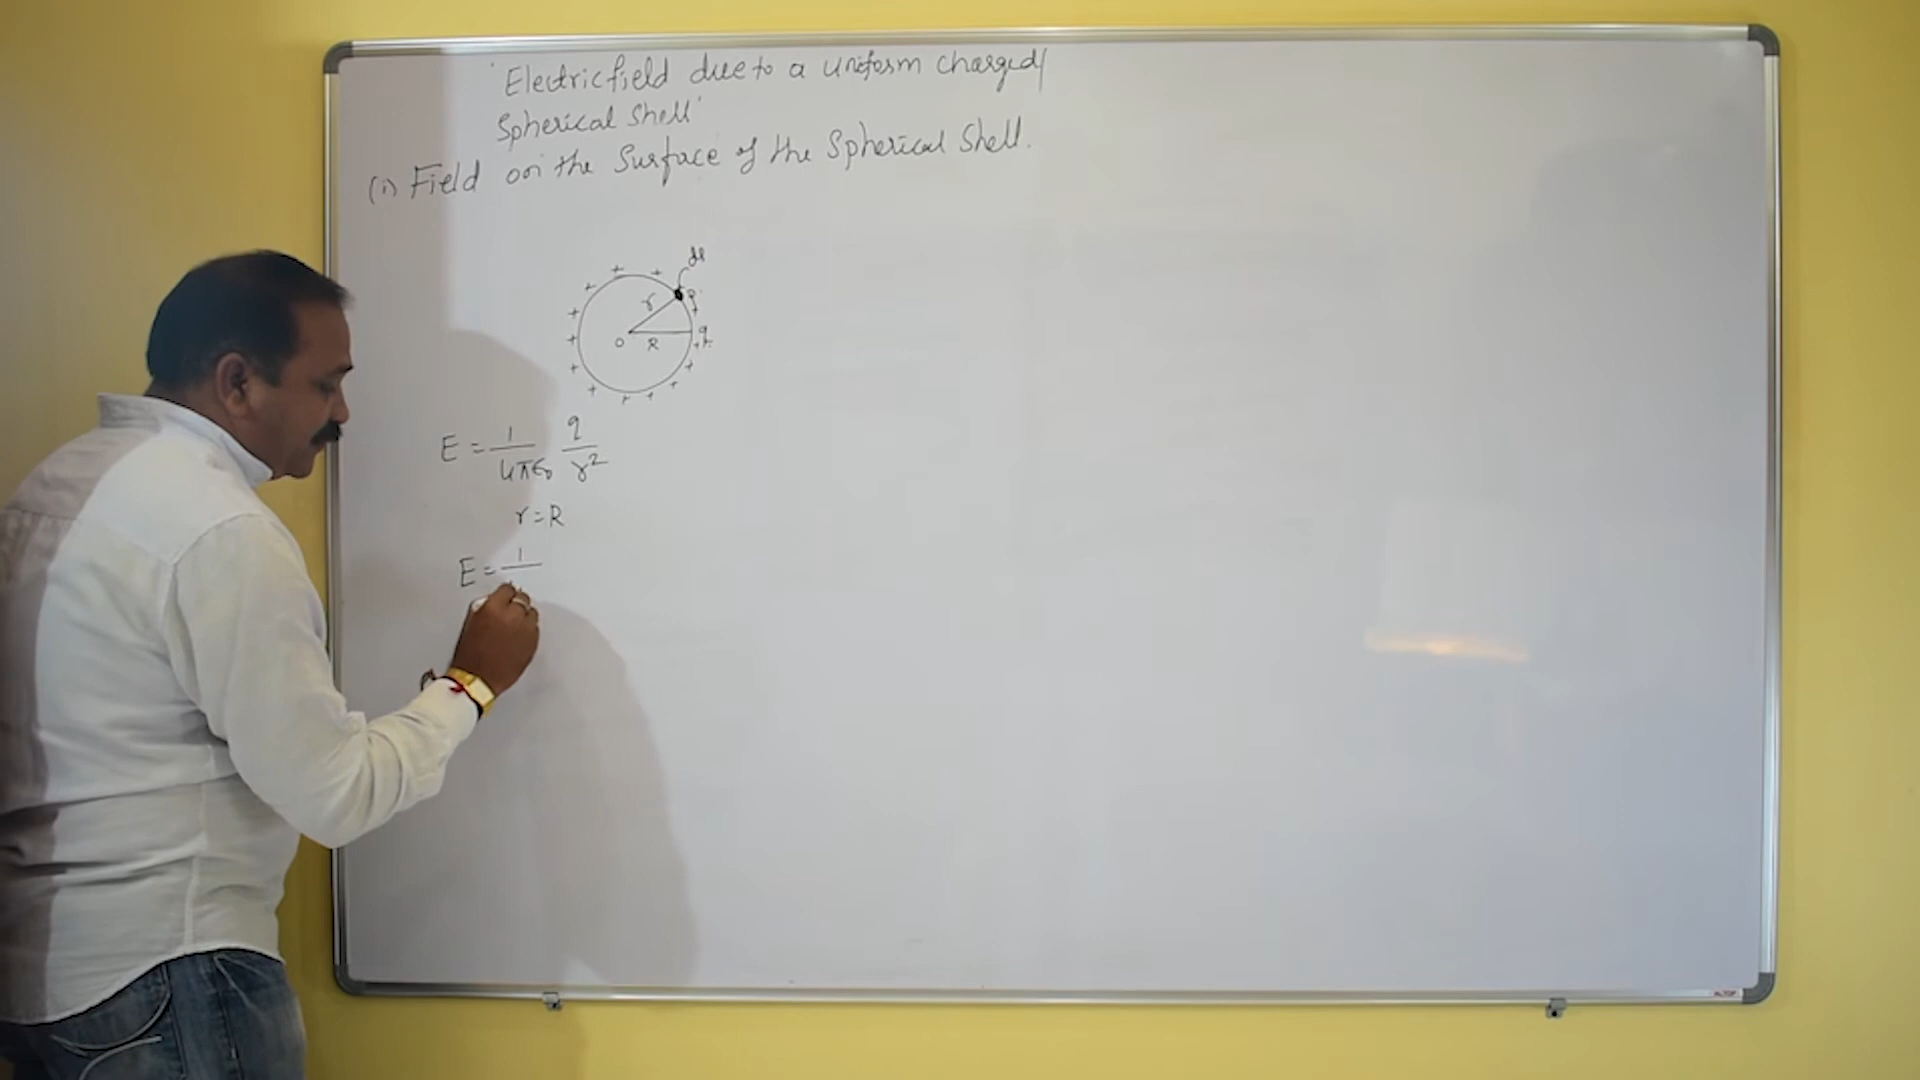 'Electric field due to a uniform charged
Spherical Shell'
(i) Field on the Surface of the Spherical Shell.
+ +
+ r P
+ +
+ O R q
+ +
+ +
+ +
+ +
E = 1/4πϵ₀ q/r²
r = R
E = 1/